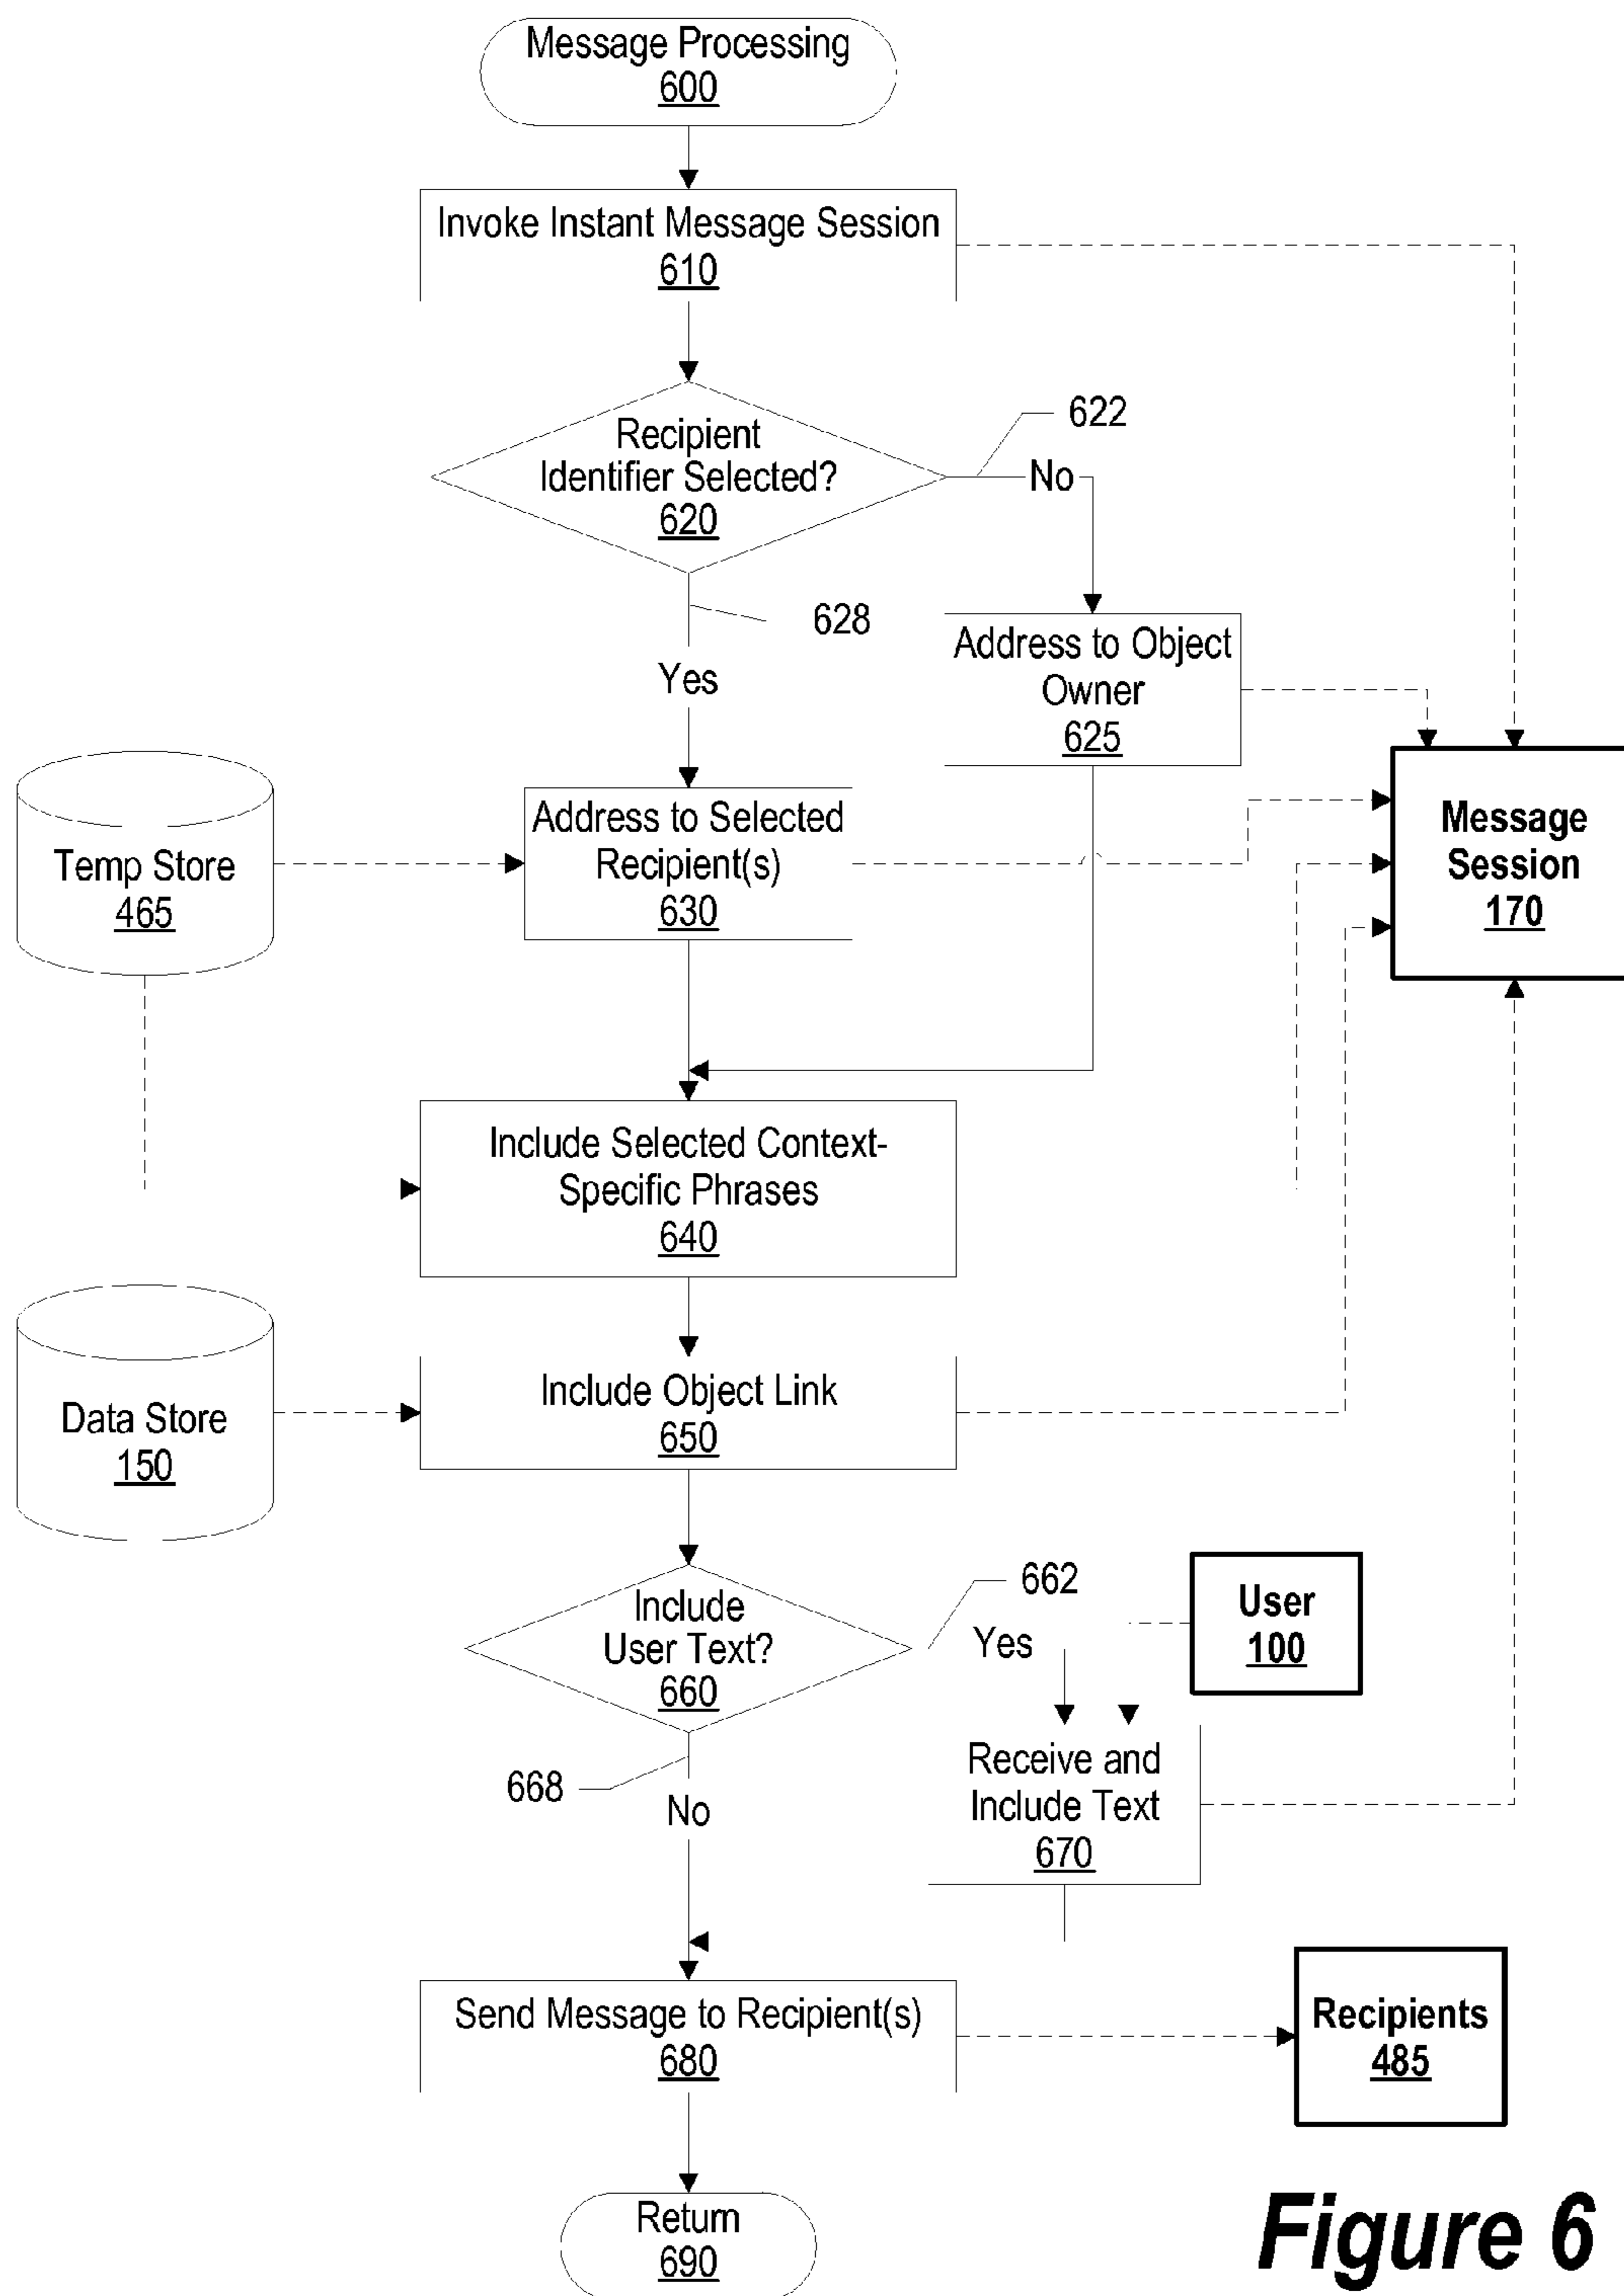 Message Processing
600
Invoke Instant Message Session
610
Recipient
Identifier Selected?
620
622
No
628
Yes
Address to Object
Owner
625
Temp Store
465
Address to Selected
Recipient(s)
630
Message
Session
170
Include Selected Context-
Specific Phrases
640
Data Store
150
Include Object Link
650
Include
User Text?
660
662
Yes
User
100
668
No
Receive and
Include Text
670
Send Message to Recipient(s)
680
Recipients
485
Return
690
Figure 6